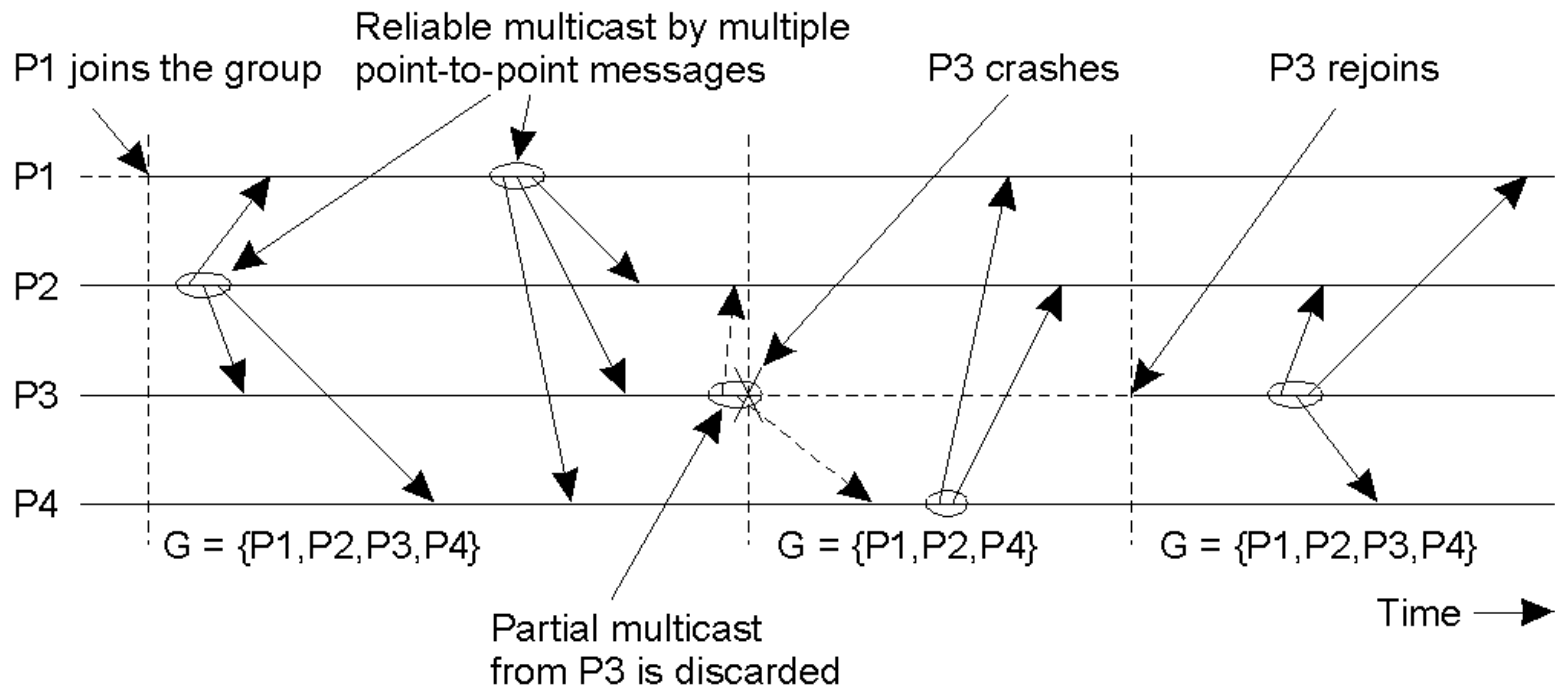 Reliable multicast by multiple
point-to-point messages
P1 joins the group
P3 crashes
P3 rejoins
P1
P2
P3
P4
G = {P1,P2,P3,P4}
G = {P1,P2,P4}
G = {P1,P2,P3,P4}
Time
Partial multicast
from P3 is discarded